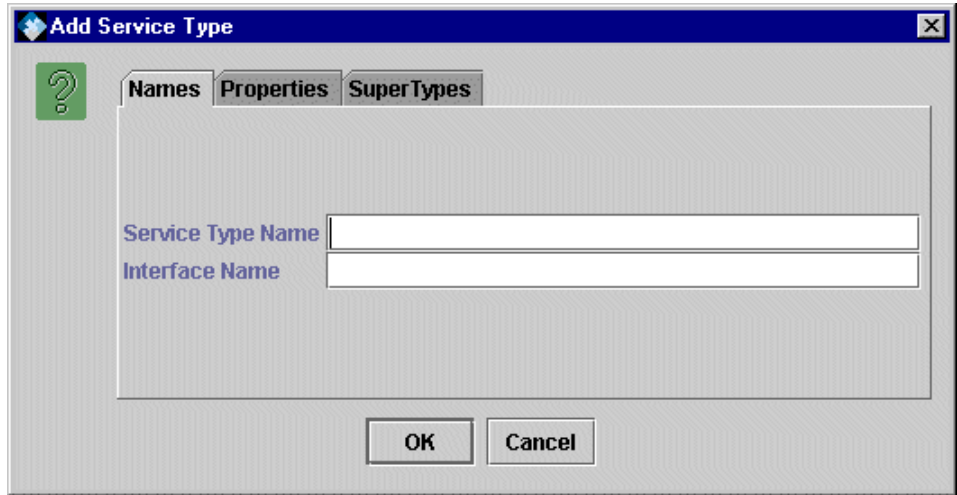 Add Service Type
Names Properties SuperTypes
Service Type Name
Interface Name
OK Cancel